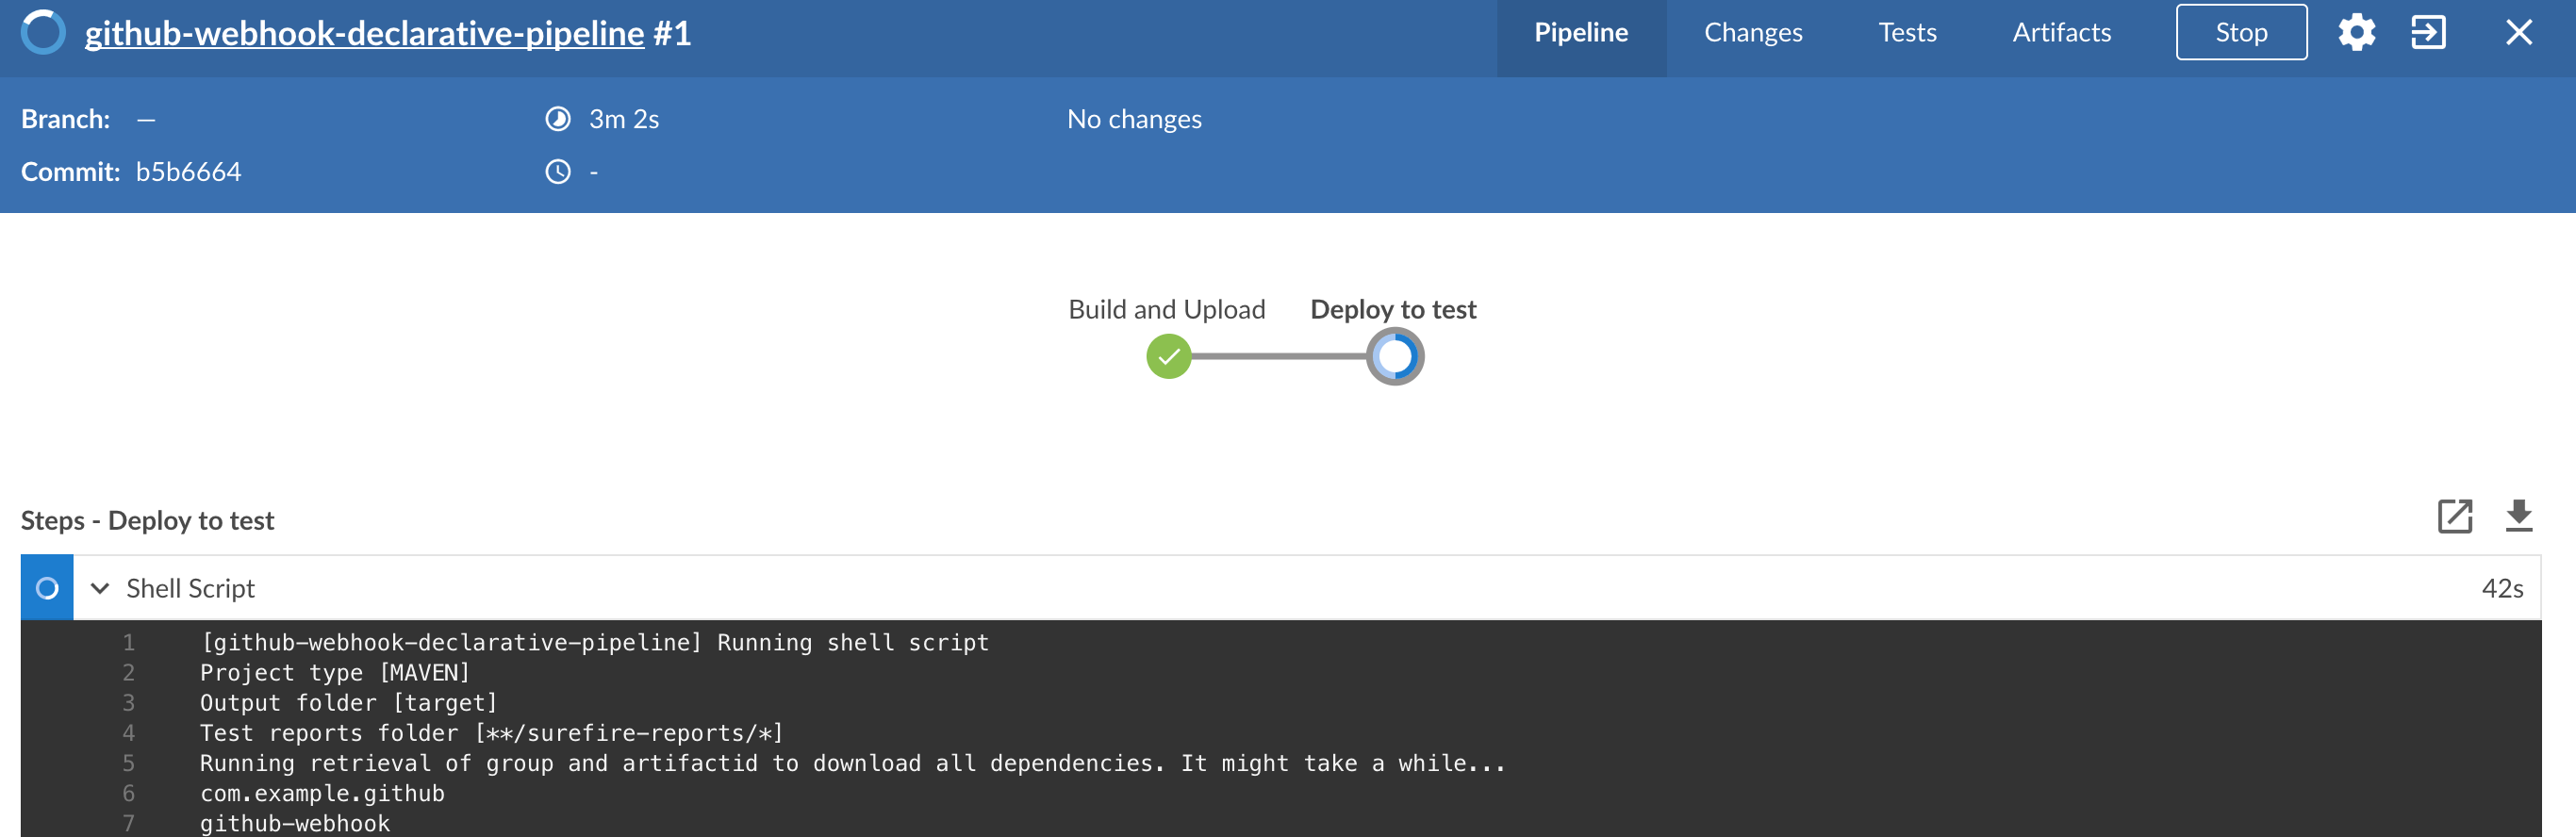 github-webhook-declarative-pipeline #1 Pipeline Changes Tests Artifacts Stop
Branch: — 3m 2s No changes
Commit: b5b6664 -
Build and Upload Deploy to test
Steps - Deploy to test
Shell Script 42s
1 [github-webhook-declarative-pipeline] Running shell script
2 Project type [MAVEN]
3 Output folder [target]
4 Test reports folder [**/surefire-reports/*]
5 Running retrieval of group and artifactid to download all dependencies. It might take a while...
6 com.example.github
7 github-webhook